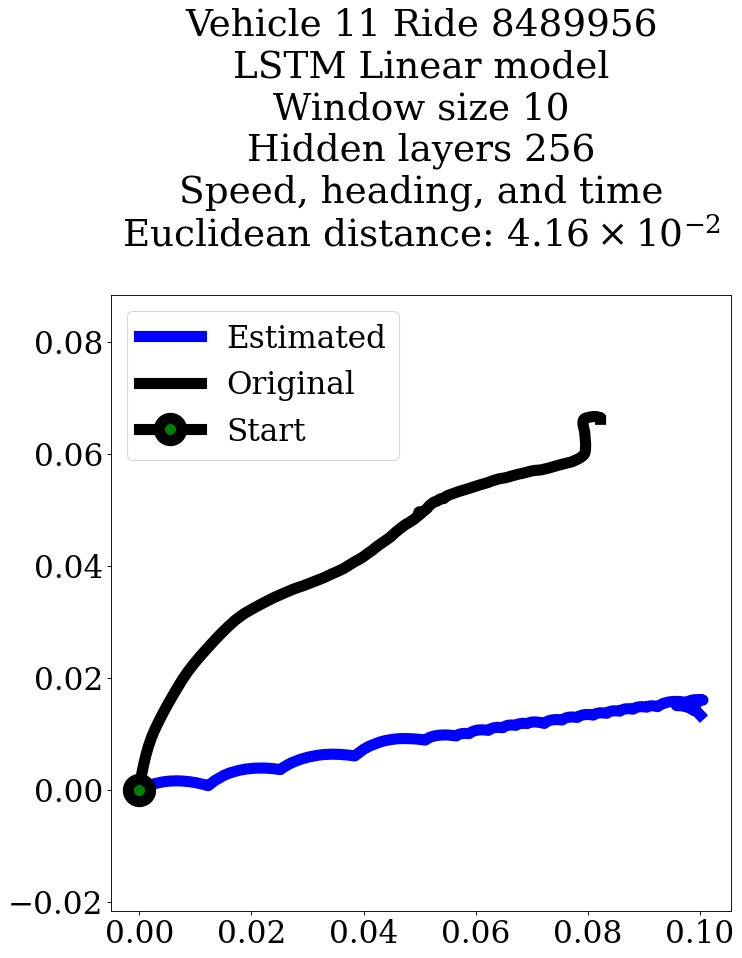 Vehicle 11 Ride 8489956
LSTM Linear model
Window size 10
Hidden layers 256
Speed, heading, and time
Euclidean distance: 4.16 × 10⁻²
Estimated
Original
Start
0.08
0.06
0.04
0.02
0.00
−0.02
0.00 0.02 0.04 0.06 0.08 0.10